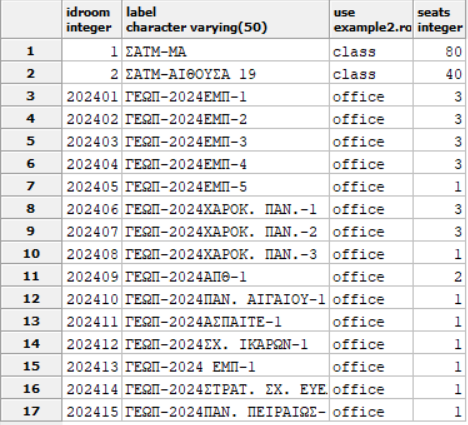 idroom label use seats
integer character varying(50) example2.ro integer
1 1 ΣΑΤΜ-ΜΑ class 80
2 2 ΣΑΤΜ-ΑΙΘΟΥΣΑ 19 class 40
3 202401 ΓΕΩΠ-2024ΕΜΠ-1 office 3
4 202402 ΓΕΩΠ-2024ΕΜΠ-2 office 3
5 202403 ΓΕΩΠ-2024ΕΜΠ-3 office 3
6 202404 ΓΕΩΠ-2024ΕΜΠ-4 office 3
7 202405 ΓΕΩΠ-2024ΕΜΠ-5 office 1
8 202406 ΓΕΩΠ-2024ΧΑΡΟΚ. ΠΑΝ.-1 office 3
9 202407 ΓΕΩΠ-2024ΧΑΡΟΚ. ΠΑΝ.-2 office 3
10 202408 ΓΕΩΠ-2024ΧΑΡΟΚ. ΠΑΝ.-3 office 1
11 202409 ΓΕΩΠ-2024ΑΠΘ-1 office 2
12 202410 ΓΕΩΠ-2024ΠΑΝ. ΑΙΓΑΙΟΥ-1 office 1
13 202411 ΓΕΩΠ-2024ΑΣΠΑΙΤΕ-1 office 1
14 202412 ΓΕΩΠ-2024ΣΧ. ΙΚΑΡΩΝ-1 office 1
15 202413 ΓΕΩΠ-2024 ΕΜΠ-1 office 1
16 202414 ΓΕΩΠ-2024ΣΤΡΑΤ. ΣΧ. ΕΥΕ office 1
17 202415 ΓΕΩΠ-2024ΠΑΝ. ΠΕΙΡΑΙΩΣ- office 1